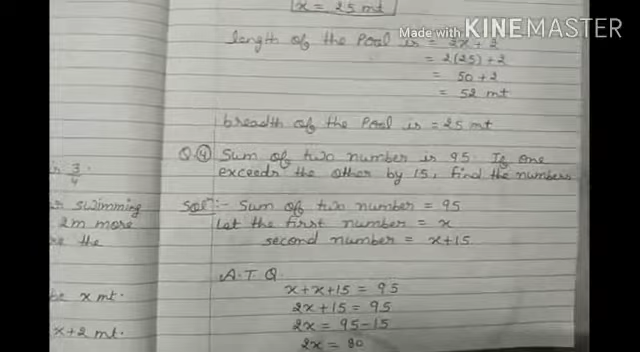 x = 25 mt
Made with KINEMASTER
length of the pool is = 2x + 2
= 2(25) + 2
= 50 + 2
= 52 mt
breadth of the pool is = 25 mt
Q.4 Sum of two number is 95. If one
exceeds the other by 15, find the numbers
Solⁿ:- Sum of two number = 95
Let the first number = x
second number = x+15
A.T.Q.
x + x + 15 = 95
2x + 15 = 95
2x = 95 - 15
2x = 80
3/4
swimming
2m more
the
x mt.
x + 2 mt.